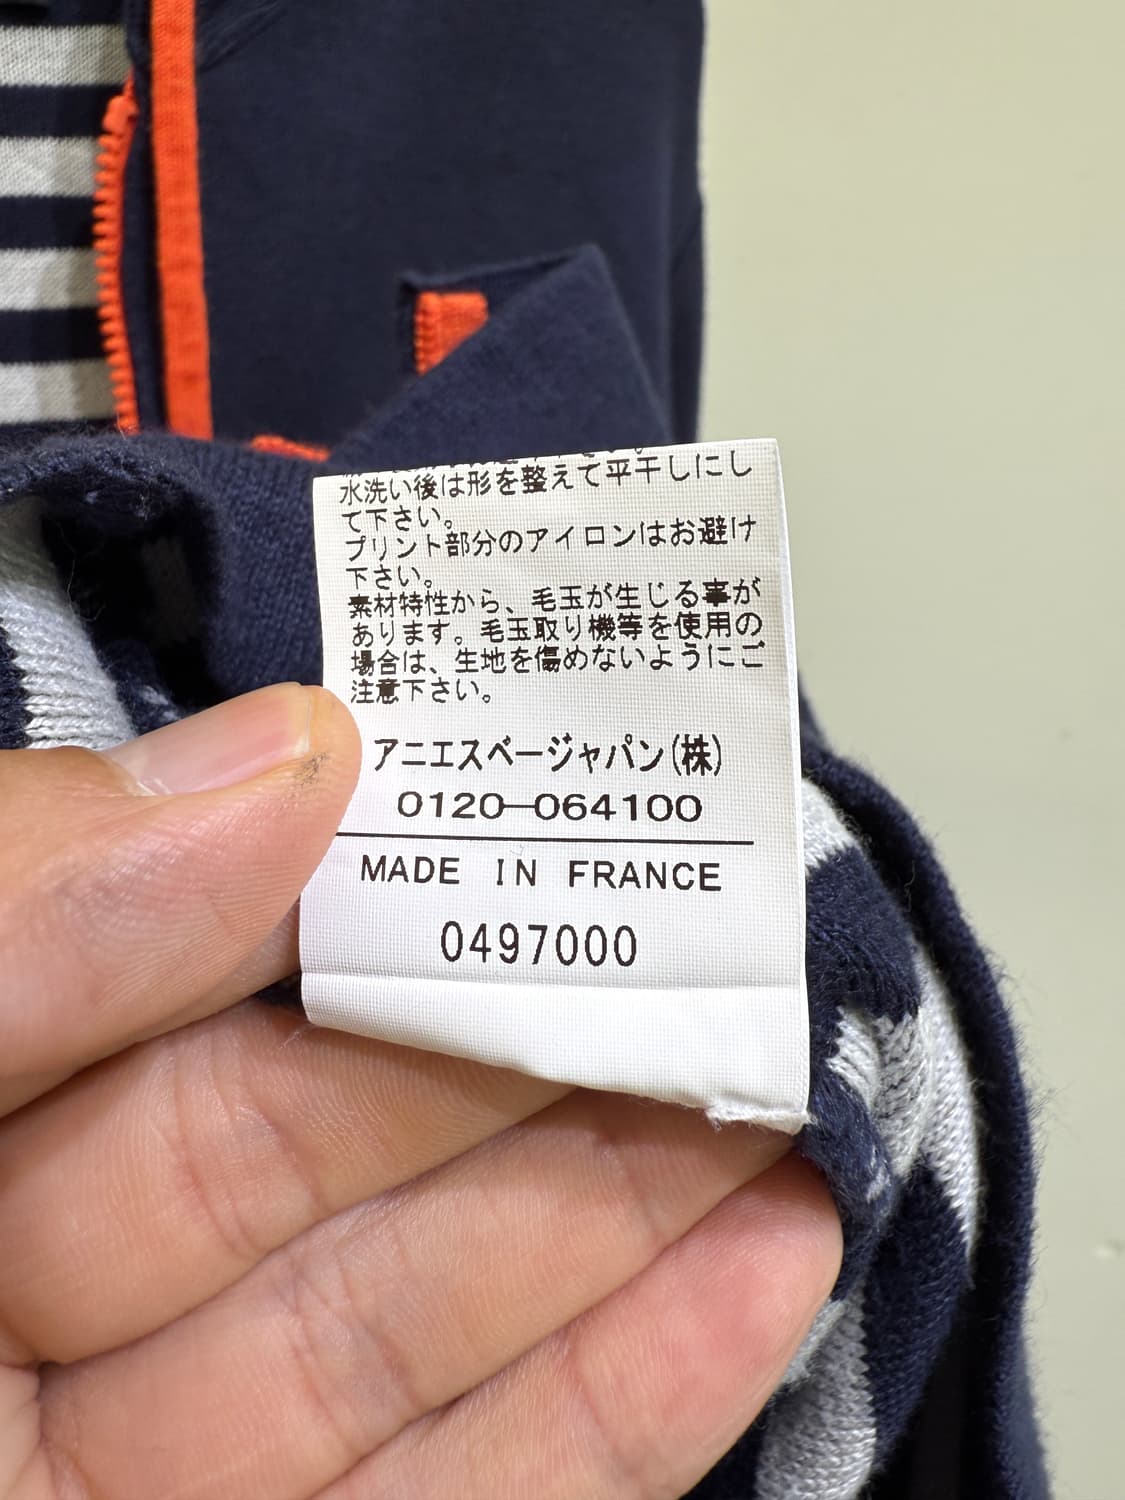 水洗い後は形を整えて平干しにし
て下さい。
プリント部分のアイロンはお避け
下さい。
素材特性から、毛玉が生じる事が
あります。毛玉取り機等を使用の
場合は、生地を傷めないようにご
注意下さい。
アニエスベージャパン(株)
0120-064100
MADE IN FRANCE
0497000